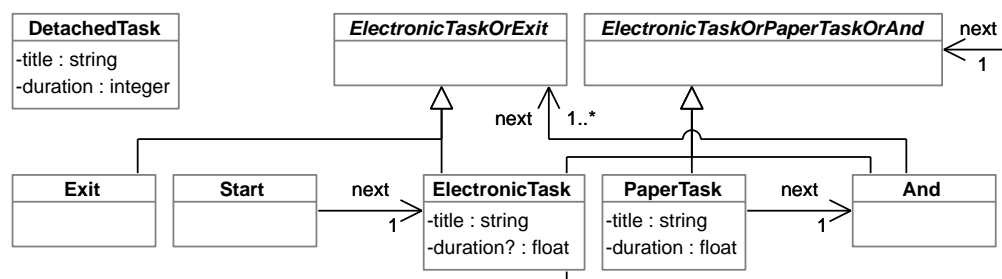 DetachedTask
-title : string
-duration : integer
ElectronicTaskOrExit
ElectronicTaskOrPaperTaskOrAnd
next
1
next
1..*
Exit
Start
next
1
ElectronicTask
-title : string
-duration? : float
PaperTask
-title : string
-duration : float
next
1
And